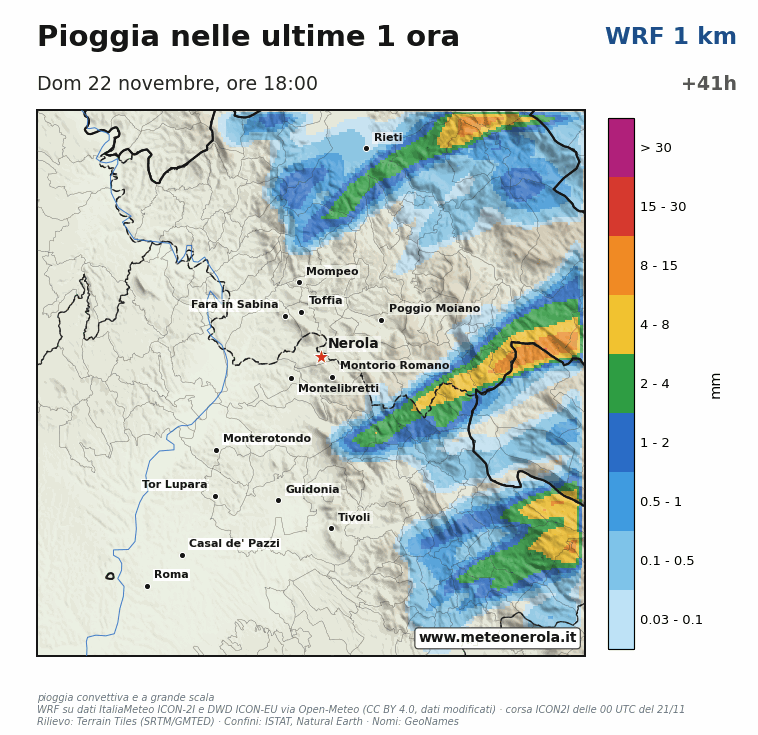 Pioggia nelle ultime 1 ora
WRF 1 km
Dom 22 novembre, ore 18:00
+41h
Rieti
Mompeo
Fara in Sabina
Toffia
Poggio Moiano
Nerola
Montorio Romano
Montelibretti
Monterotondo
Tor Lupara
Guidonia
Tivoli
Casal de' Pazzi
Roma
www.meteonerola.it
> 30
15 - 30
8 - 15
4 - 8
2 - 4
1 - 2
0.5 - 1
0.1 - 0.5
0.03 - 0.1
mm
pioggia convettiva e a grande scala
WRF su dati ItaliaMeteo ICON-2I e DWD ICON-EU via Open-Meteo (CC BY 4.0, dati modificati) · corsa ICON2I delle 00 UTC del 21/11
Rilievo: Terrain Tiles (SRTM/GMTED) · Confini: ISTAT, Natural Earth · Nomi: GeoNames